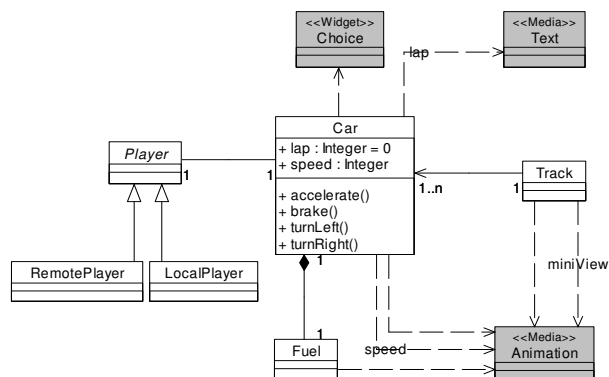 <<Widget>>
Choice
<<Media>>
Text
lap
Car
+ lap : Integer = 0
+ speed : Integer
+ accelerate()
+ brake()
+ turnLeft()
+ turnRight()
Player
1
1
1..n
1
Track
RemotePlayer
LocalPlayer
miniView
1
1
Fuel
speed
<<Media>>
Animation